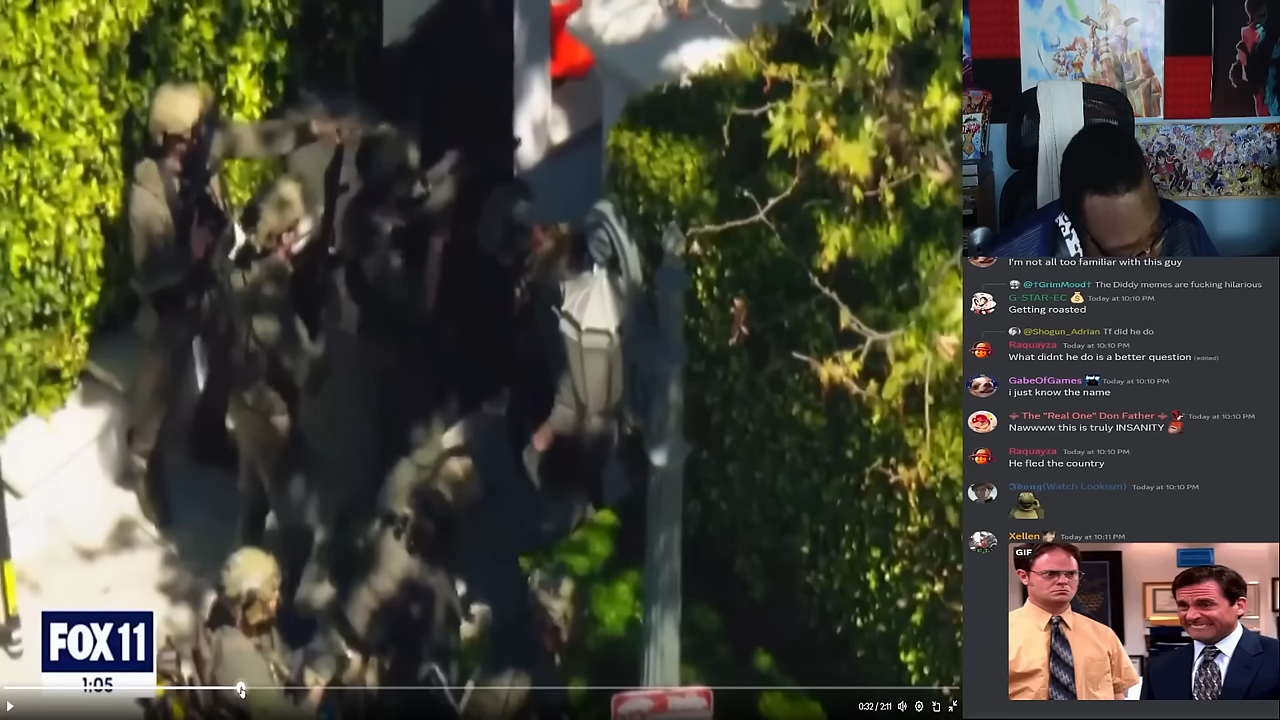 FOX 11
1:05
0:32 / 2:11
I'm not all too familiar with this guy
@†GrimMood† The Diddy memes are fucking hilarious
G-STAR-EC Today at 10:10 PM
Getting roasted
@Shogun_Adrian Tf did he do
Raquayza Today at 10:10 PM
What didnt he do is a better question (edited)
GabeOfGames Today at 10:10 PM
i just know the name
The "Real One" Don Father Today at 10:10 PM
Nawwww this is truly INSANITY
Raquayza Today at 10:10 PM
He fled the country
(Watch Lookism) Today at 10:10 PM
Xellen Today at 10:11 PM
GIF